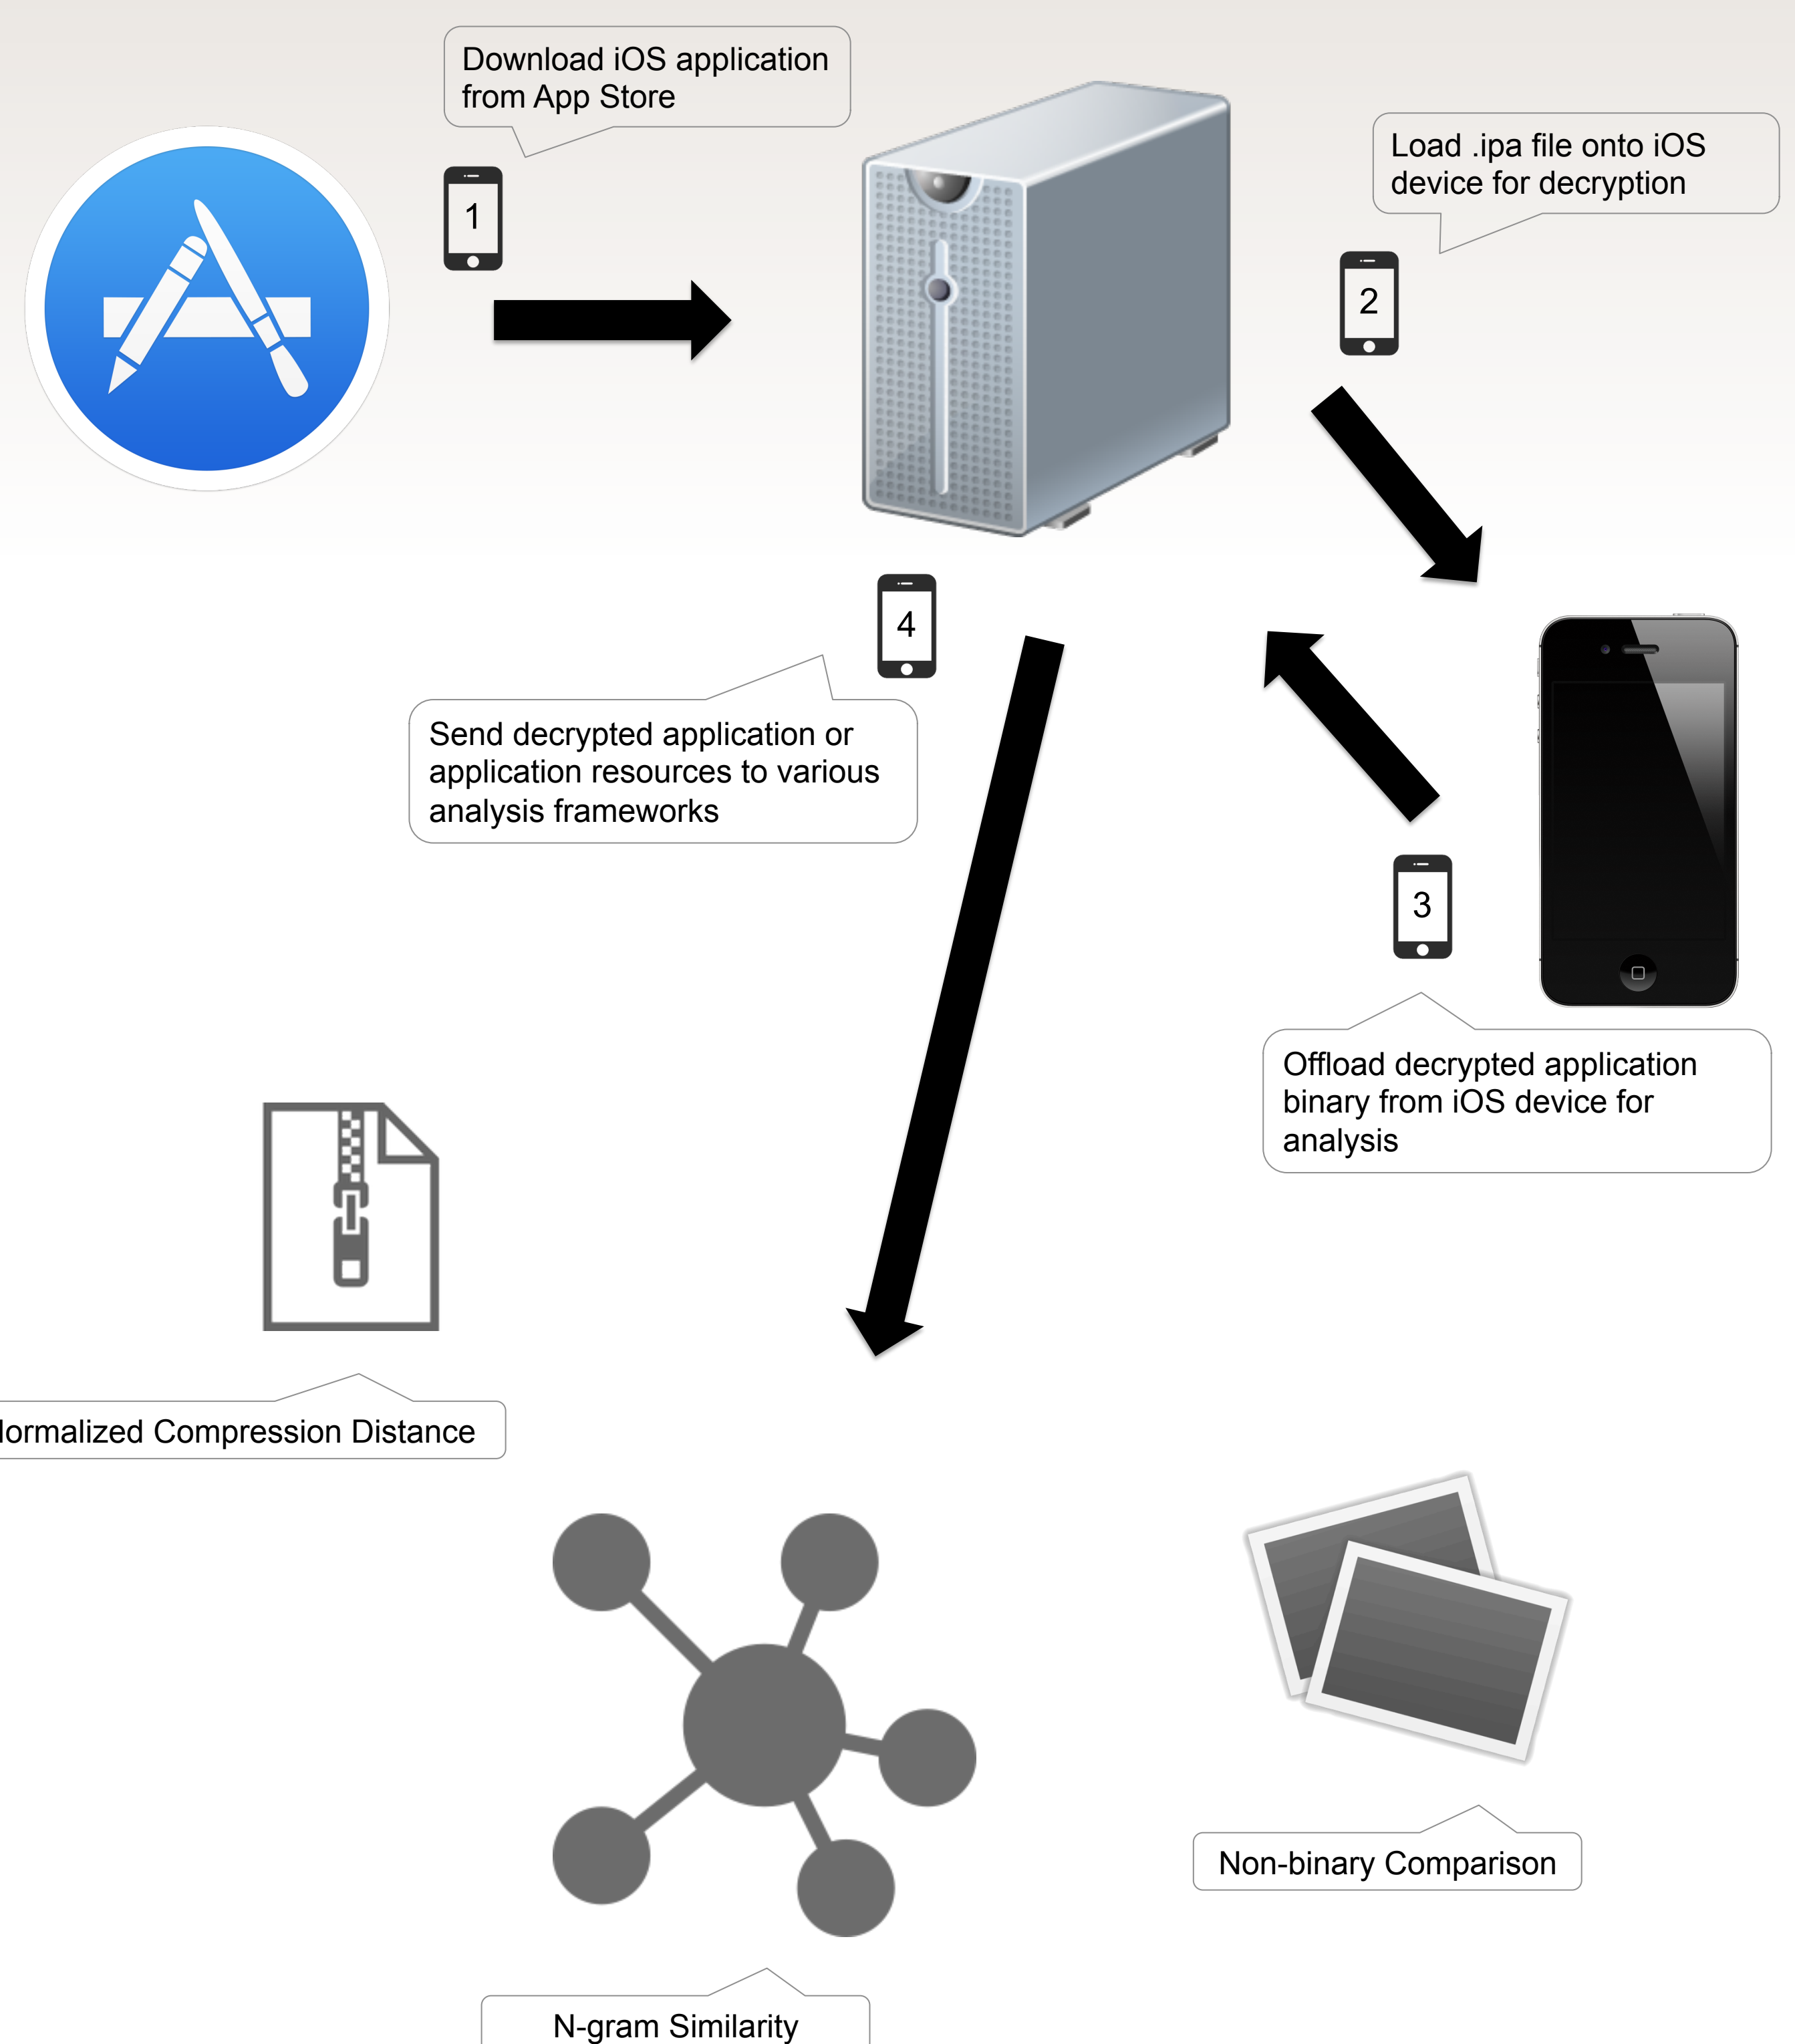 Download iOS application
from App Store
1
Load .ipa file onto iOS
device for decryption
2
4
Send decrypted application or
application resources to various
analysis frameworks
3
Offload decrypted application
binary from iOS device for
analysis
Normalized Compression Distance
Non-binary Comparison
N-gram Similarity